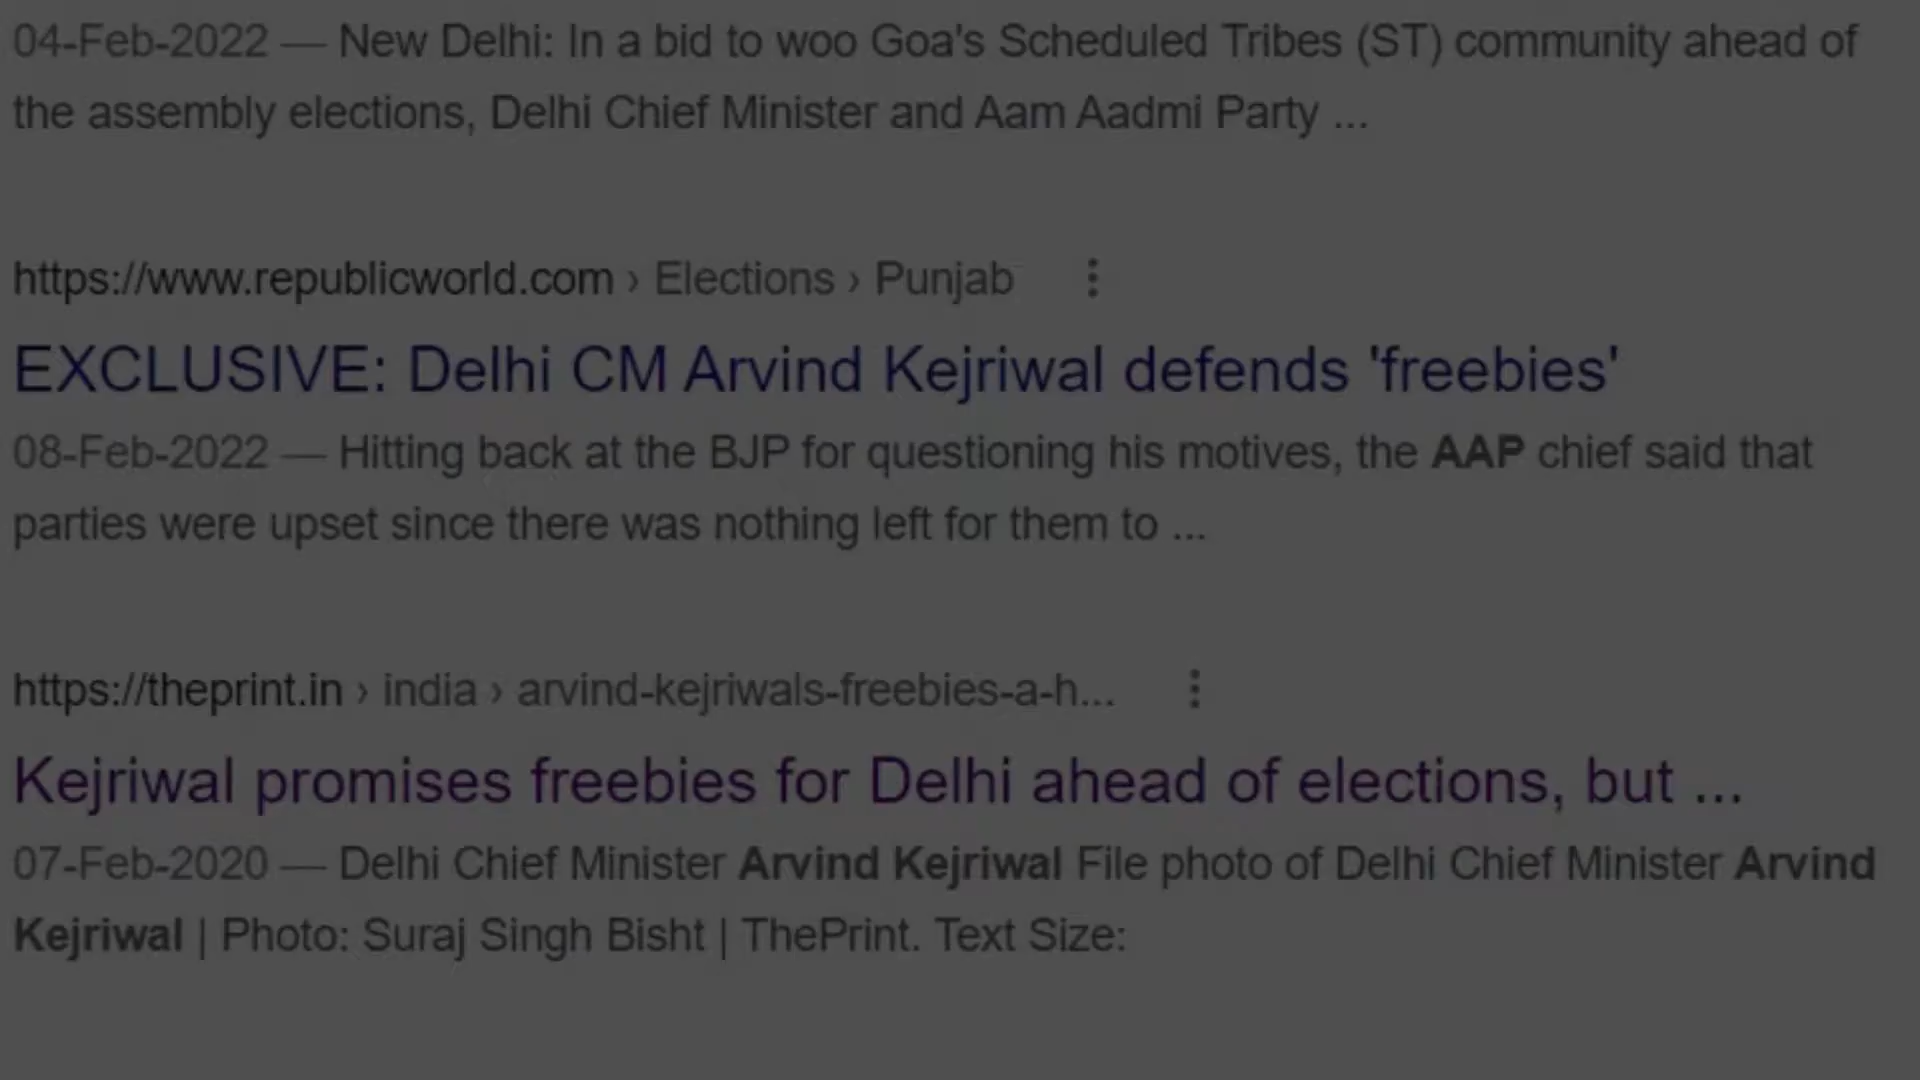 04-Feb-2022 — New Delhi: In a bid to woo Goa's Scheduled Tribes (ST) community ahead of
the assembly elections, Delhi Chief Minister and Aam Aadmi Party ...
https://www.republicworld.com › Elections › Punjab
EXCLUSIVE: Delhi CM Arvind Kejriwal defends 'freebies'
08-Feb-2022 — Hitting back at the BJP for questioning his motives, the AAP chief said that
parties were upset since there was nothing left for them to ...
https://theprint.in › india › arvind-kejriwals-freebies-a-h...
Kejriwal promises freebies for Delhi ahead of elections, but ...
07-Feb-2020 — Delhi Chief Minister Arvind Kejriwal File photo of Delhi Chief Minister Arvind
Kejriwal | Photo: Suraj Singh Bisht | ThePrint. Text Size: